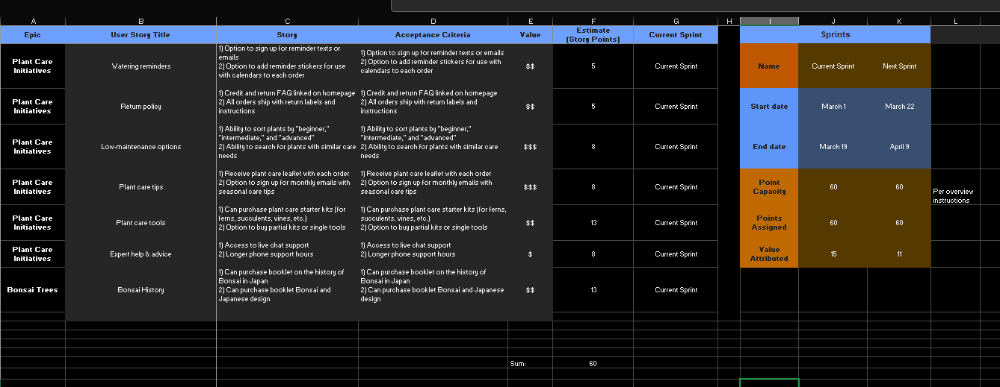 A B C D E F G H I J K L
Epic User Story Title Story Acceptance Criteria Value Estimate (Story Points) Current Sprint Sprints
Plant Care Initiatives
Watering reminders
1) Option to sign up for reminder texts or
emails
2) Option to add reminder stickers for use
with calendars to each order
1) Option to sign up for reminder texts or emails
2) Option to add reminder stickers for use with
calendars to each order
$$
5
Current Sprint
Name
Current Sprint
Next Sprint
Plant Care Initiatives
Return policy
1) Credit and return FAQ linked on homepage
2) All orders ship with return labels and
instructions
1) Credit and return FAQ linked on homepage
2) All orders ship with return labels and
instructions
$$
5
Current Sprint
Start date
March 1
March 22
Plant Care Initiatives
Low-maintenance options
1) Ability to sort plants by "beginner,"
"intermediate," and "advanced"
2) Ability to search for plants with similar care
needs
1) Ability to sort plants by "beginner,"
"intermediate," and "advanced"
2) Ability to search for plants with similar care
needs
$$$
8
Current Sprint
End date
March 19
April 9
Plant Care Initiatives
Plant care tips
1) Receive plant care leaflet with each order
2) Option to sign up for monthly emails with
seasonal care tips
1) Receive plant care leaflet with each order
2) Option to sign up for monthly emails with
seasonal care tips
$$$
8
Current Sprint
Point Capacity
60
60
Per overview
instructions
Plant Care Initiatives
Plant care tools
1) Can purchase plant care starter kits (for
ferns, succulents, vines, etc.)
2) Option to buy partial kits or single tools
1) Can purchase plant care starter kits (for ferns,
succulents, vines, etc.)
2) Option to buy partial kits or single tools
$$
13
Current Sprint
Points Assigned
60
60
Plant Care Initiatives
Expert help & advice
1) Access to live chat support
2) Longer phone support hours
1) Access to live chat support
2) Longer phone support hours
$
8
Current Sprint
Value Attributed
15
11
Bonsai Trees
Bonsai History
1) Can purchase booklet on the history of
Bonsai in Japan
2) Can purchase booklet Bonsai and
Japanese design
1) Can purchase booklet on the history of
Bonsai in Japan
2) Can purchase booklet Bonsai and Japanese
design
$$
13
Current Sprint
Sum: 60